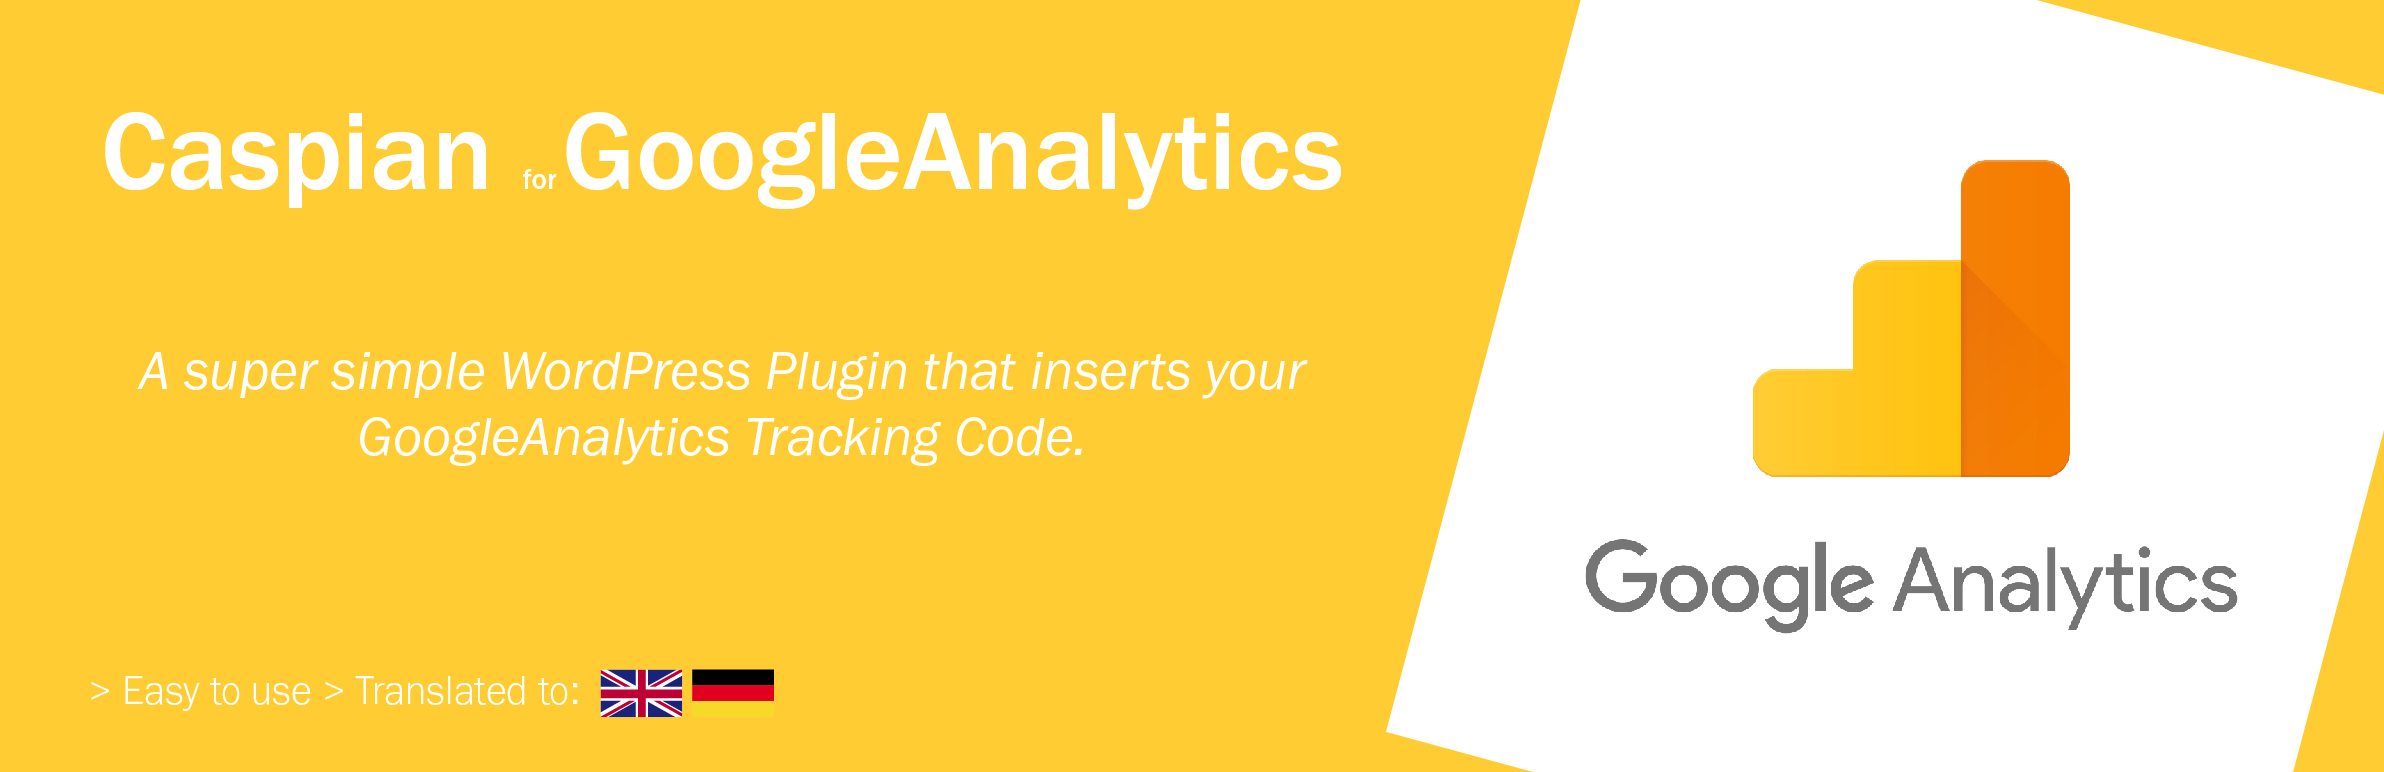 Caspian for GoogleAnalytics
A super simple WordPress Plugin that inserts your
GoogleAnalytics Tracking Code.
> Easy to use > Translated to:
Google Analytics